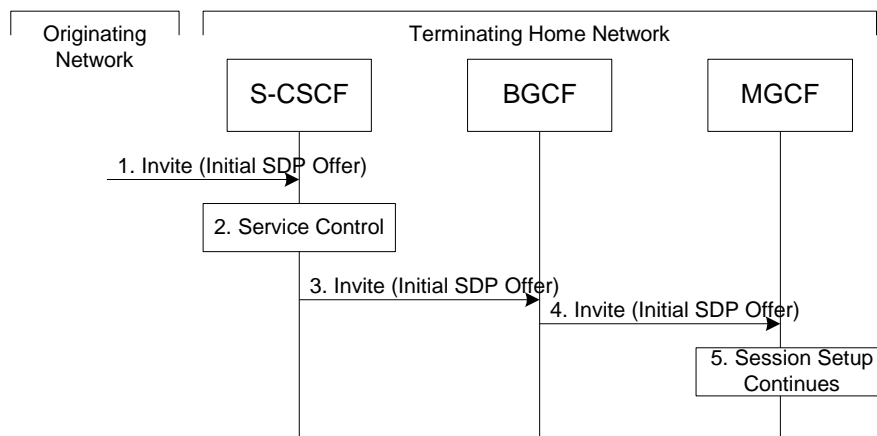 Originating
Network
Terminating Home Network
S-CSCF
BGCF
MGCF
1. Invite (Initial SDP Offer)
2. Service Control
3. Invite (Initial SDP Offer)
4. Invite (Initial SDP Offer)
5. Session Setup
Continues